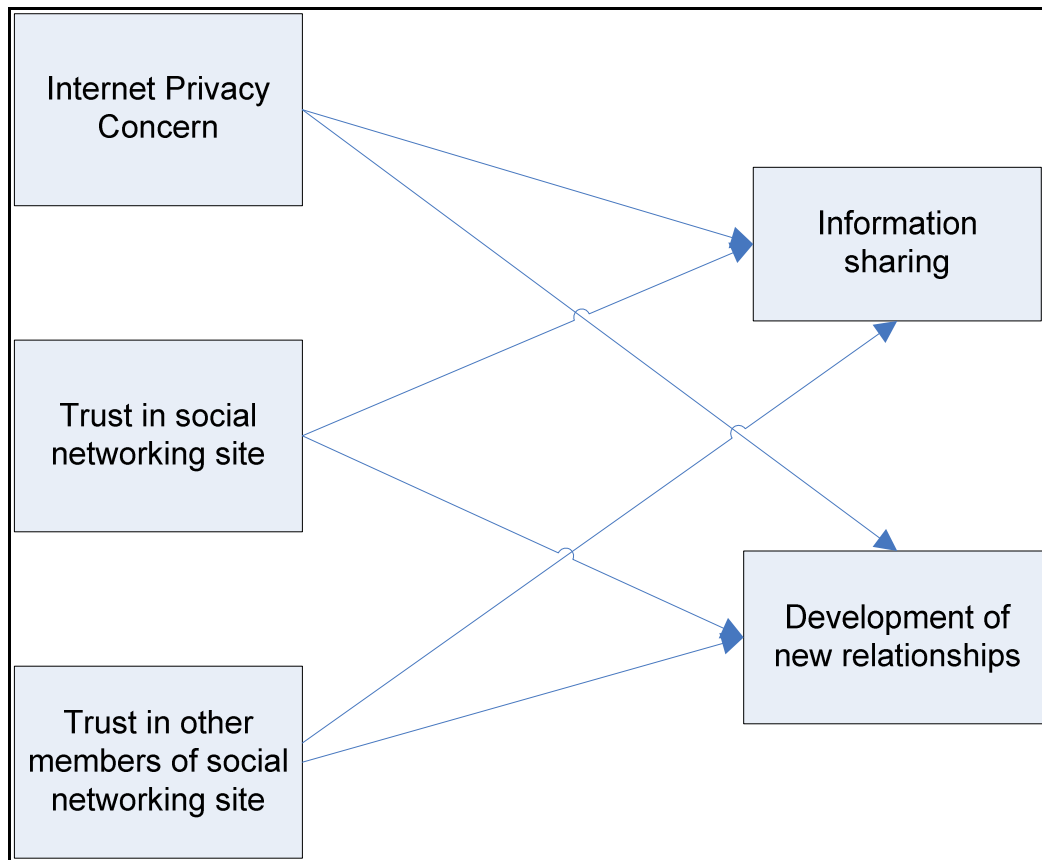 Internet Privacy
Concern
Information
sharing
Trust in social
networking site
Development of
new relationships
Trust in other
members of social
networking site